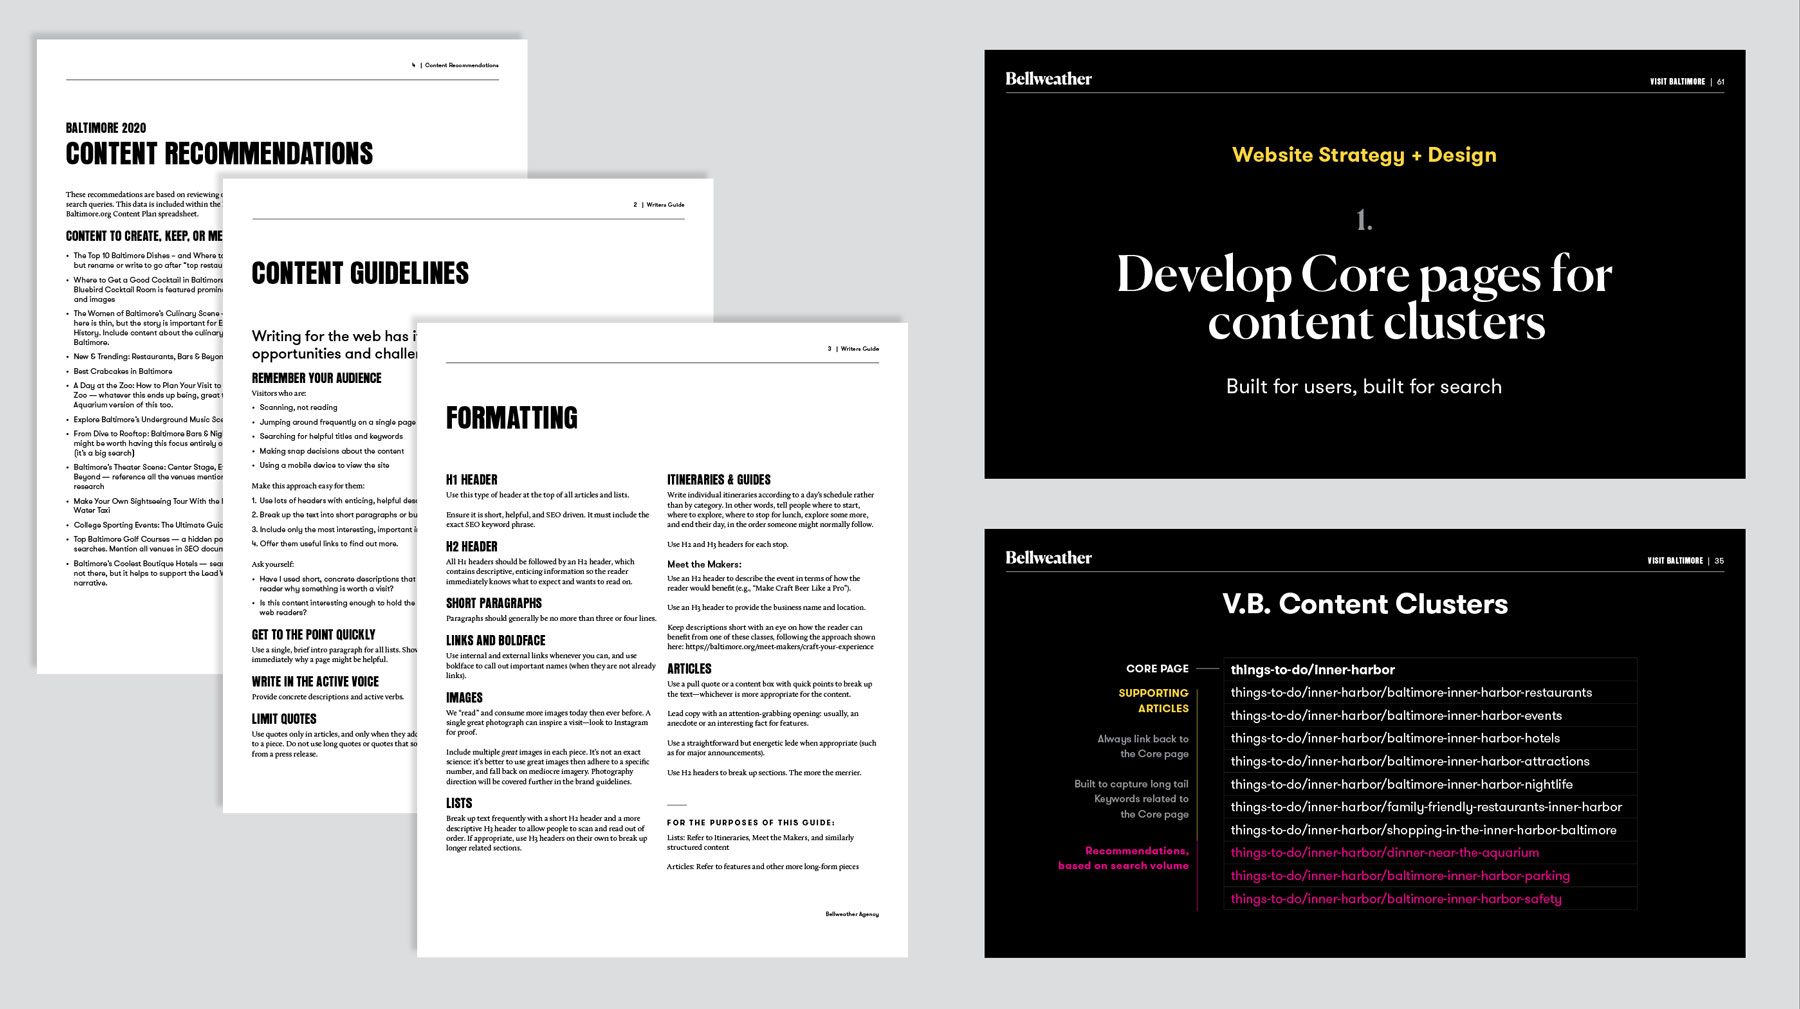 4 | Content Recommendations
BALTIMORE 2020
CONTENT RECOMMENDATIONS
These recommedations are based on reviewing
search queries. This data is included within the
Baltimore.org Content Plan spreadsheet.
CONTENT TO CREATE, KEEP, OR ME
• The Top 10 Baltimore Dishes – and Where to
but rename or write to go after “top restau
• Where to Get a Good Cocktail in Baltimore
Bluebird Cocktail Room is featured promine
and images
• The Women of Baltimore’s Culinary Scene –
here is thin, but the story is important for
History. Include content about the culinary
Baltimore.
• New & Trending: Restaurants, Bars & Beyon
• Best Crabcakes in Baltimore
• A Day at the Zoo: How to Plan Your Visit to
Zoo — whatever this ends up being, great
Aquarium version of this too.
• Explore Baltimore’s Underground Music Sce
• From Dive to Rooftop: Baltimore Bars & Nig
might be worth having this focus entirely o
(it’s a big search)
• Baltimore’s Theater Scene: Center Stage,
Beyond — reference all the venues mention
research
• Make Your Own Sightseeing Tour With the
Water Taxi
• College Sporting Events: The Ultimate Guid
• Top Baltimore Golf Courses — a hidden po
searches. Mention all venues in SEO docum
• Baltimore’s Coolest Boutique Hotels — sear
not there, but it helps to support the Lead
narrative.
2 | Writers Guide
CONTENT GUIDELINES
Writing for the web has
opportunities and challen
REMEMBER YOUR AUDIENCE
Visitors who are:
• Scanning, not reading
• Jumping around frequently on a single page
• Searching for helpful titles and keywords
• Making snap decisions about the content
• Using a mobile device to view the site
Make this approach easy for them:
1. Use lots of headers with enticing, helpful desc
2. Break up the text into short paragraphs or bu
3. Include only the most interesting, important
4. Offer them useful links to find out more.
Ask yourself:
• Have I used short, concrete descriptions that
reader why something is worth a visit?
• Is this content interesting enough to hold the
web readers?
GET TO THE POINT QUICKLY
Use a single, brief intro paragraph for all lists. Show
immediately why a page might be helpful.
WRITE IN THE ACTIVE VOICE
Provide concrete descriptions and active verbs.
LIMIT QUOTES
Use quotes only in articles, and only when they add
to a piece. Do not use long quotes or quotes that so
from a press release.
3 | Writers Guide
FORMATTING
H1 HEADER
Use this type of header at the top of all articles and lists.
Ensure it is short, helpful, and SEO driven. It must include the
exact SEO keyword phrase.
H2 HEADER
All H1 headers should be followed by an H2 header, which
contains descriptive, enticing information so the reader
immediately knows what to expect and wants to read on.
SHORT PARAGRAPHS
Paragraphs should generally be no more than three or four lines.
LINKS AND BOLDFACE
Use internal and external links whenever you can, and use
boldface to call out important names (when they are not already
links).
IMAGES
We “read” and consume more images today then ever before. A
single great photograph can inspire a visit—look to Instagram
for proof.
Include multiple great images in each piece. It’s not an exact
science: it’s better to use great images then adhere to a specific
number, and fall back on mediocre imagery. Photography
direction will be covered further in the brand guidelines.
LISTS
Break up text frequently with a short H2 header and a more
descriptive H3 header to allow people to scan and read out of
order. If appropriate, use H3 headers on their own to break up
longer related sections.
ITINERARIES & GUIDES
Write individual itineraries according to a day’s schedule rather
than by category. In other words, tell people where to start,
where to explore, where to stop for lunch, explore some more,
and end their day, in the order someone might normally follow.
Use H2 and H3 headers for each stop.
Meet the Makers:
Use an H2 header to describe the event in terms of how the
reader would benefit (e.g., “Make Craft Beer Like a Pro”).
Use an H3 header to provide the business name and location.
Keep descriptions short with an eye on how the reader can
benefit from one of these classes, following the approach shown
here: https://baltimore.org/meet-makers/craft-your-experience
ARTICLES
Use a pull quote or a content box with quick points to break up
the text—whichever is more appropriate for the content.
Lead copy with an attention-grabbing opening: usually, an
anecdote or an interesting fact for features.
Use a straightforward but energetic lede when appropriate (such
as for major announcements).
Use H2 headers to break up sections. The more the merrier.
FOR THE PURPOSES OF THIS GUIDE:
Lists: Refer to Itineraries, Meet the Makers, and similarly
structured content
Articles: Refer to features and other more long-form pieces
Bellweather Agency
Bellweather
VISIT BALTIMORE | 61
Website Strategy + Design
1.
Develop Core pages for
content clusters
Built for users, built for search
Bellweather
VISIT BALTIMORE | 35
V.B. Content Clusters
CORE PAGE
SUPPORTING
ARTICLES
Always link back to
the Core page
Built to capture long tail
Keywords related to
the Core page
Recommendations,
based on search volume
things-to-do/inner-harbor
things-to-do/inner-harbor/baltimore-inner-harbor-restaurants
things-to-do/inner-harbor/baltimore-inner-harbor-events
things-to-do/inner-harbor/baltimore-inner-harbor-hotels
things-to-do/inner-harbor/baltimore-inner-harbor-attractions
things-to-do/inner-harbor/baltimore-inner-harbor-nightlife
things-to-do/inner-harbor/family-friendly-restaurants-inner-harbor
things-to-do/inner-harbor/shopping-in-the-inner-harbor-baltimore
things-to-do/inner-harbor/dinner-near-the-aquarium
things-to-do/inner-harbor/baltimore-inner-harbor-parking
things-to-do/inner-harbor/baltimore-inner-harbor-safety